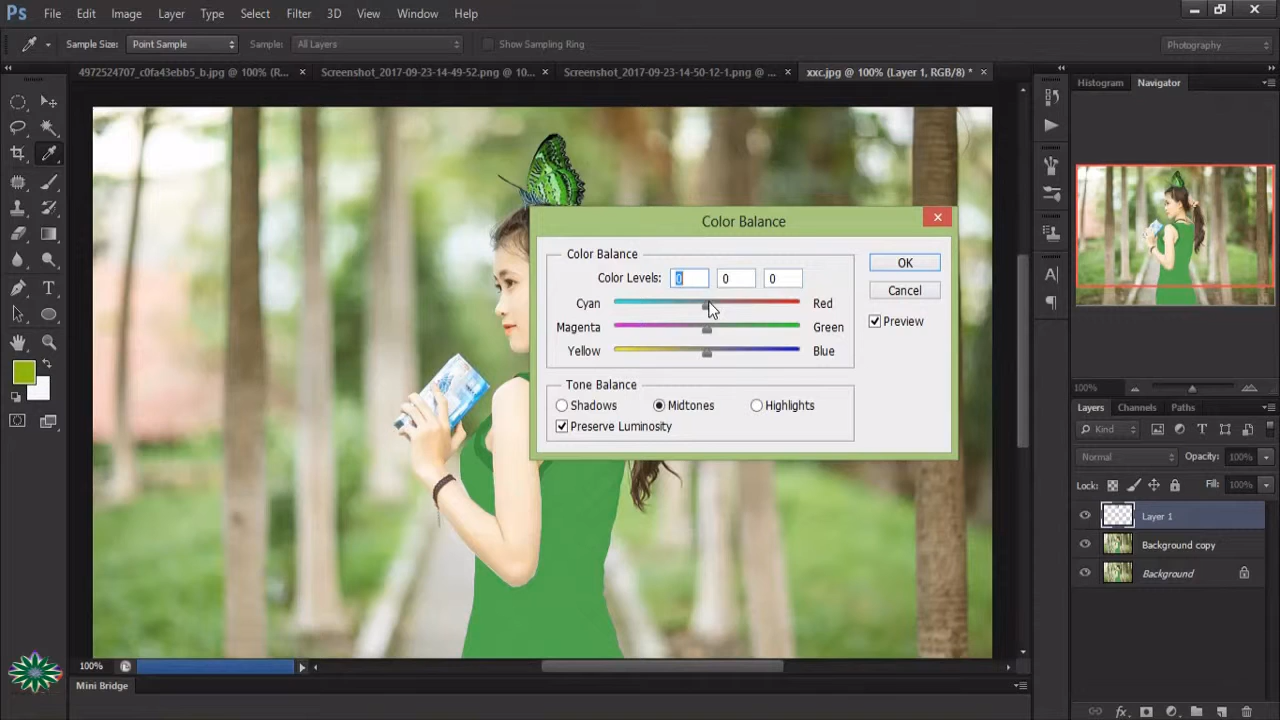 Ps File Edit Image Layer Type Select Filter 3D View Window Help
Sample Size: Point Sample Sample: All Layers Show Sampling Ring Photography
4972524707_c0fa43ebb5_b.jpg @ 100% (R... × Screenshot_2017-09-23-14-49-52.png @ 10... × Screenshot_2017-09-23-14-50-12-1.png @ ... × xxc.jpg @ 100% (Layer 1, RGB/8) * ×
Histogram Navigator
Color Balance
Color Balance
Color Levels: 0 0 0
Cyan Red
Magenta Green
Yellow Blue
OK
Cancel
Preview
Tone Balance
Shadows Midtones Highlights
Preserve Luminosity
100%
Layers Channels Paths
Kind
Normal Opacity: 100%
Lock: Fill: 100%
Layer 1
Background copy
Background
100%
Mini Bridge